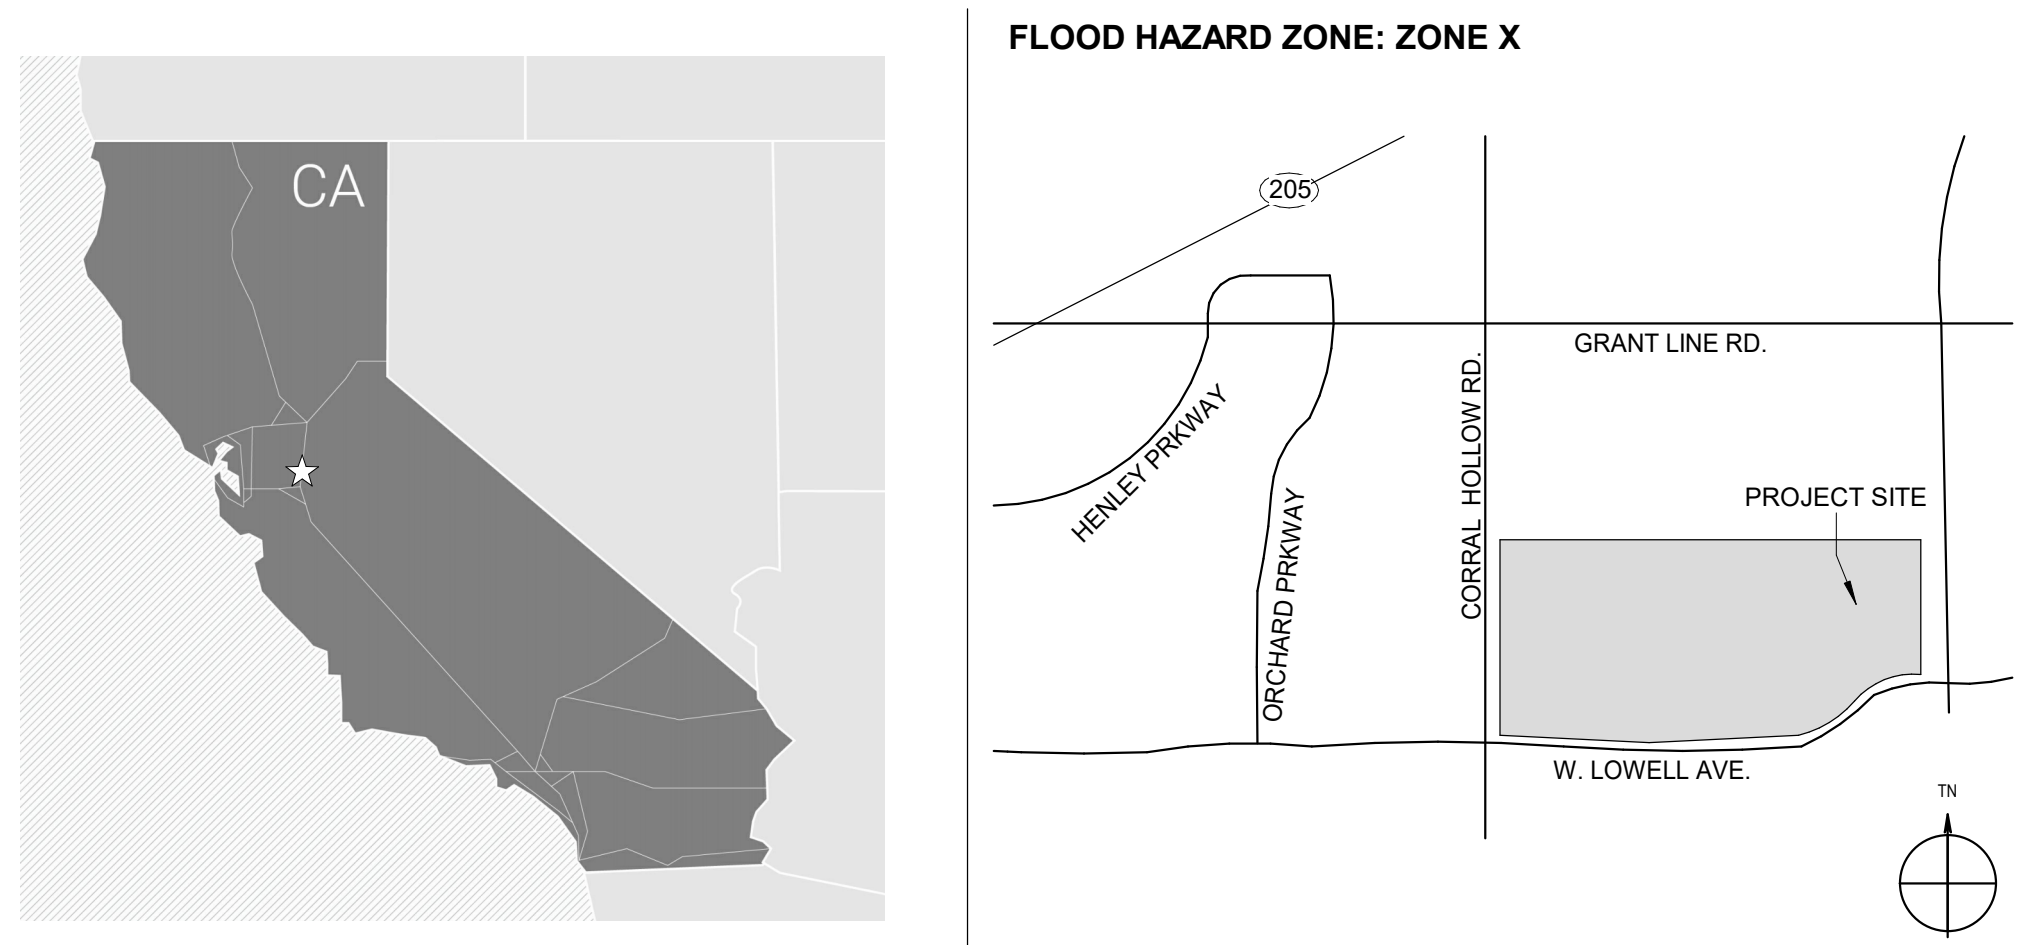 CA
FLOOD HAZARD ZONE: ZONE X
205
GRANT LINE RD.
HENLEY PRKWAY
ORCHARD PRKWAY
CORRAL HOLLOW RD.
PROJECT SITE
W. LOWELL AVE.
TN